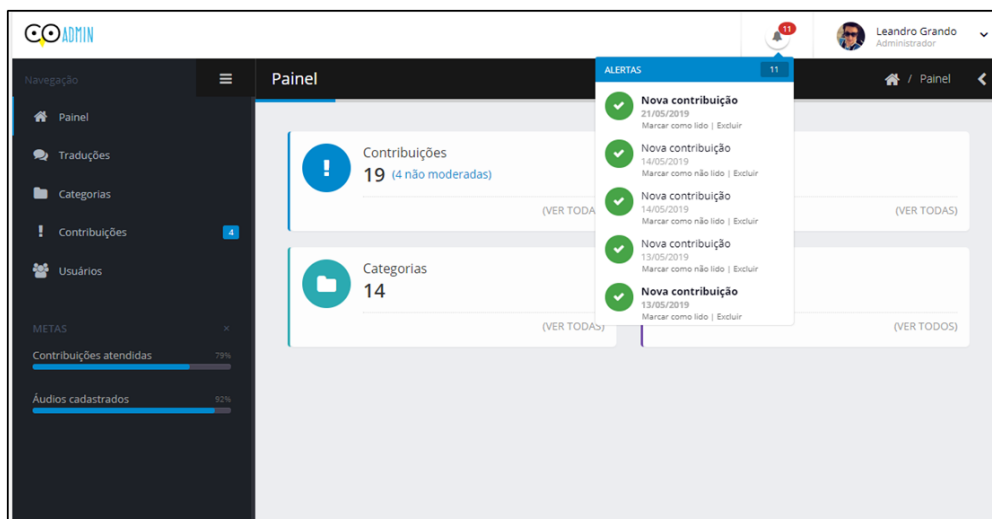 GO ADMIN
11
Leandro Grando
Administrador
Navegação
Painel
ALERTAS 11
/ Painel
Painel
Traduções
Categorias
Contribuições 4
Usuários
METAS ×
Contribuições atendidas 79%
Áudios cadastrados 92%
Contribuições
19 (4 não moderadas)
(VER TODA
(VER TODAS)
Categorias
14
(VER TODAS)
(VER TODOS)
Nova contribuição
21/05/2019
Marcar como lido | Excluir
Nova contribuição
14/05/2019
Marcar como não lido | Excluir
Nova contribuição
14/05/2019
Marcar como não lido | Excluir
Nova contribuição
13/05/2019
Marcar como não lido | Excluir
Nova contribuição
13/05/2019
Marcar como lido | Excluir